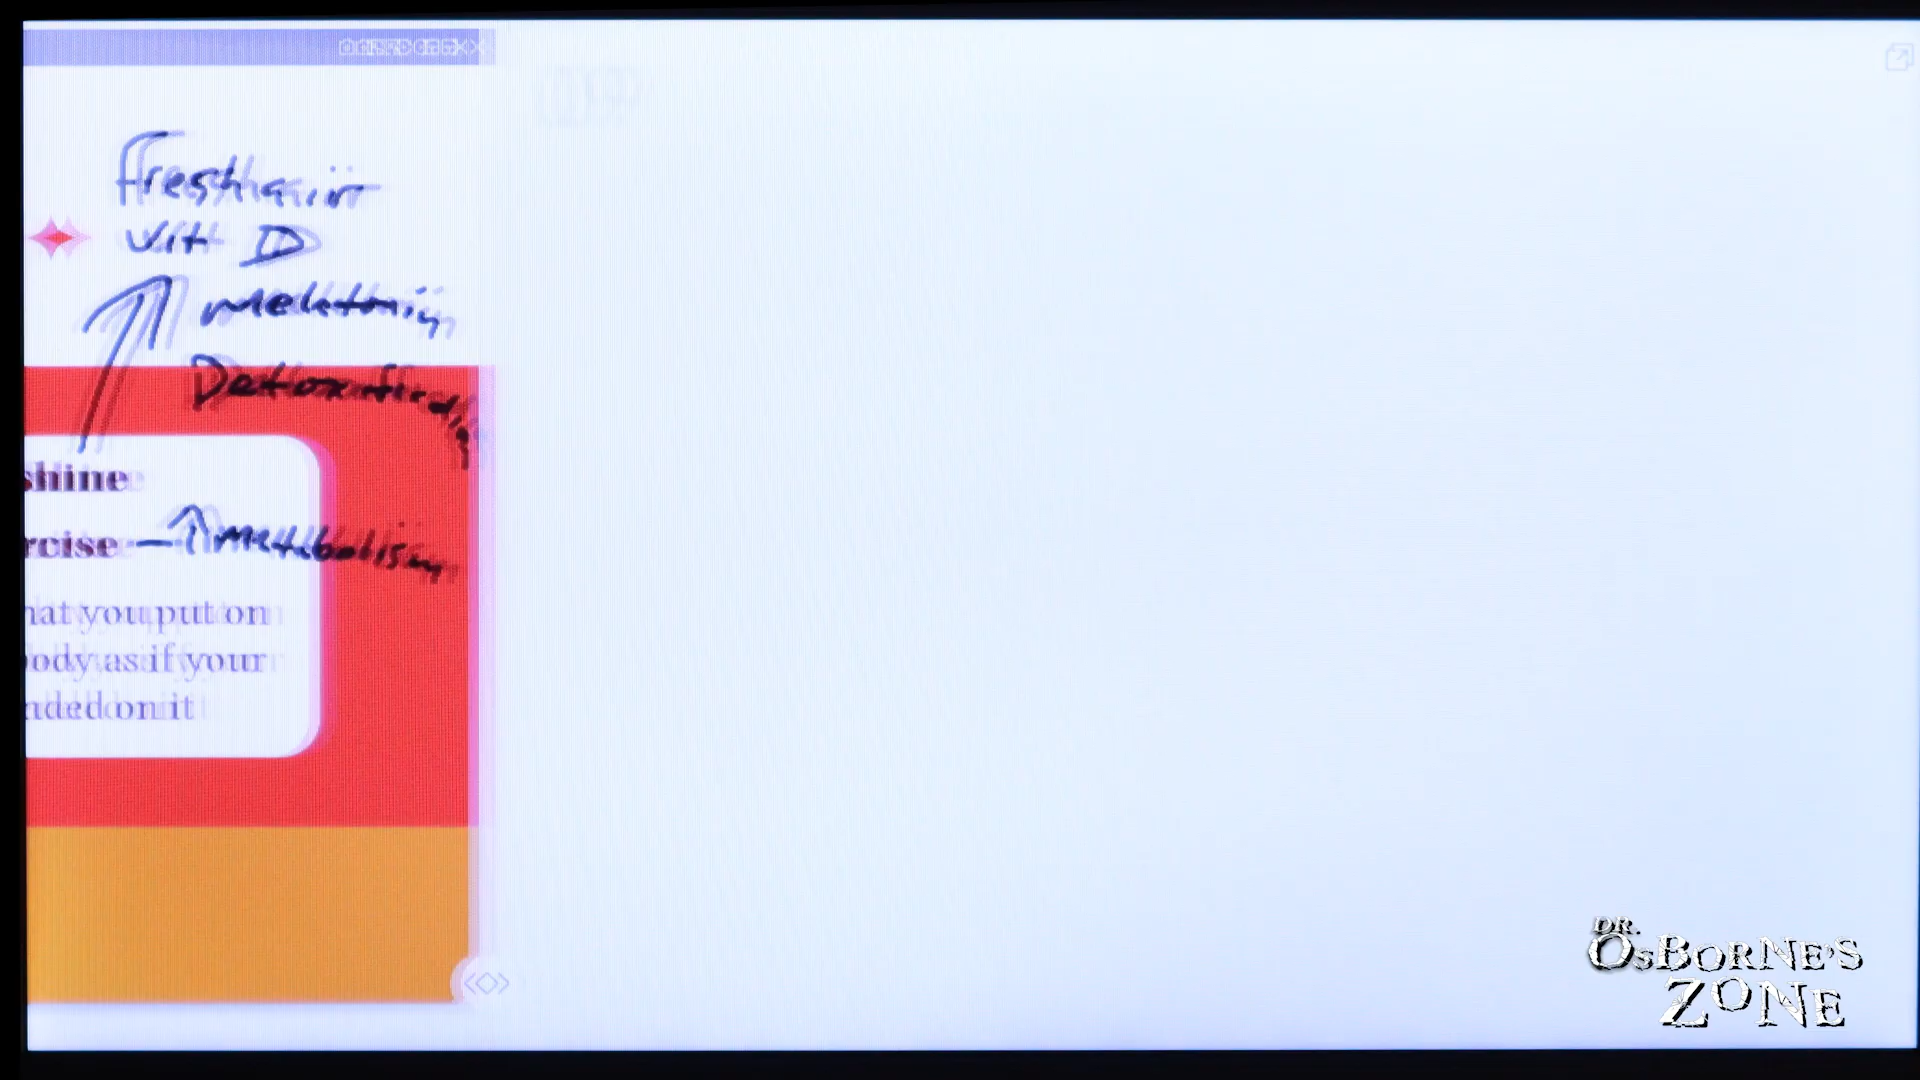 Fresh air
Vit D
melatonin
Detoxification
shine
rcise — ↑ metabolism
hat you put on
body as if your
nded on it
DR.
OSBORNE'S
ZONE